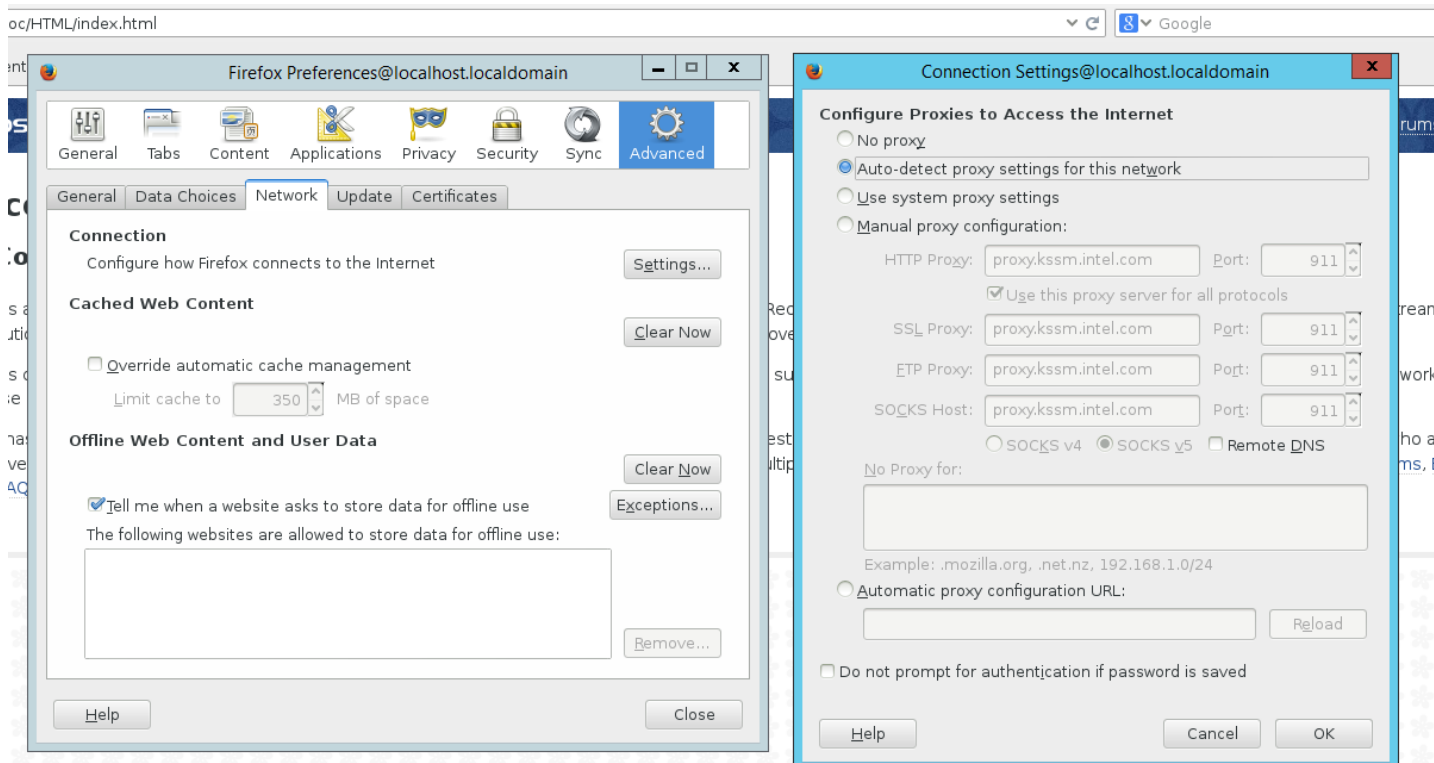 oc/HTML/index.html
Google
ent
Firefox Preferences@localhost.localdomain
General Tabs Content Applications Privacy Security Sync Advanced
General Data Choices Network Update Certificates
Connection
Configure how Firefox connects to the Internet
Settings...
Cached Web Content
Clear Now
Override automatic cache management
Limit cache to 350 MB of space
Offline Web Content and User Data
Clear Now
Tell me when a website asks to store data for offline use
Exceptions...
The following websites are allowed to store data for offline use:
Remove...
Help
Close
Connection Settings@localhost.localdomain
Configure Proxies to Access the Internet
No proxy
Auto-detect proxy settings for this network
Use system proxy settings
Manual proxy configuration:
HTTP Proxy: proxy.kssm.intel.com Port: 911
Use this proxy server for all protocols
SSL Proxy: proxy.kssm.intel.com Port: 911
FTP Proxy: proxy.kssm.intel.com Port: 911
SOCKS Host: proxy.kssm.intel.com Port: 911
SOCKS v4 SOCKS v5 Remote DNS
No Proxy for:
Example: .mozilla.org, .net.nz, 192.168.1.0/24
Automatic proxy configuration URL:
Reload
Do not prompt for authentication if password is saved
Help
Cancel
OK